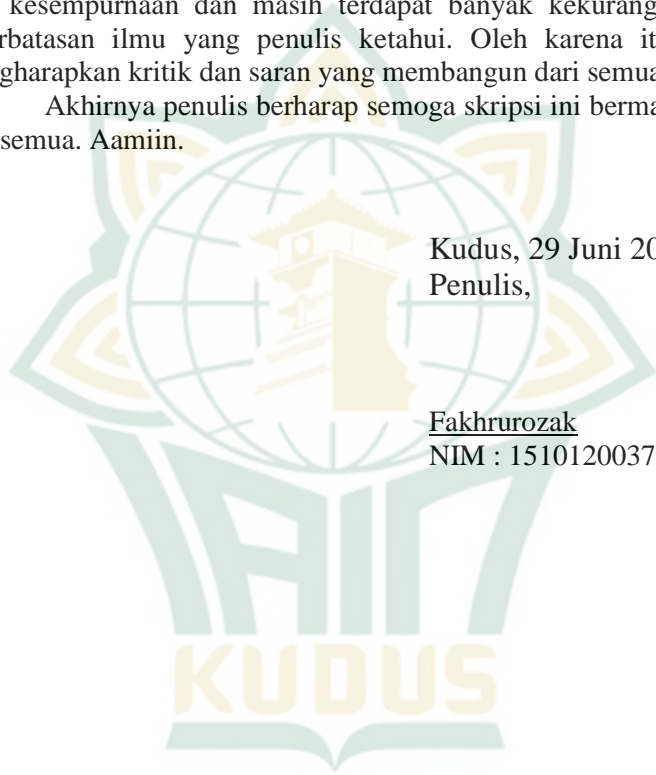 kesempurnaan dan masih terdapat banyak kekurang
rbatasan ilmu yang penulis ketahui. Oleh karena it
gharapkan kritik dan saran yang membangun dari semua
Akhirnya penulis berharap semoga skripsi ini berma
semua. Aamiin.
Kudus, 29 Juni 20
Penulis,
Fakhrurozak
NIM : 1510120037
IAIN
KUDUS